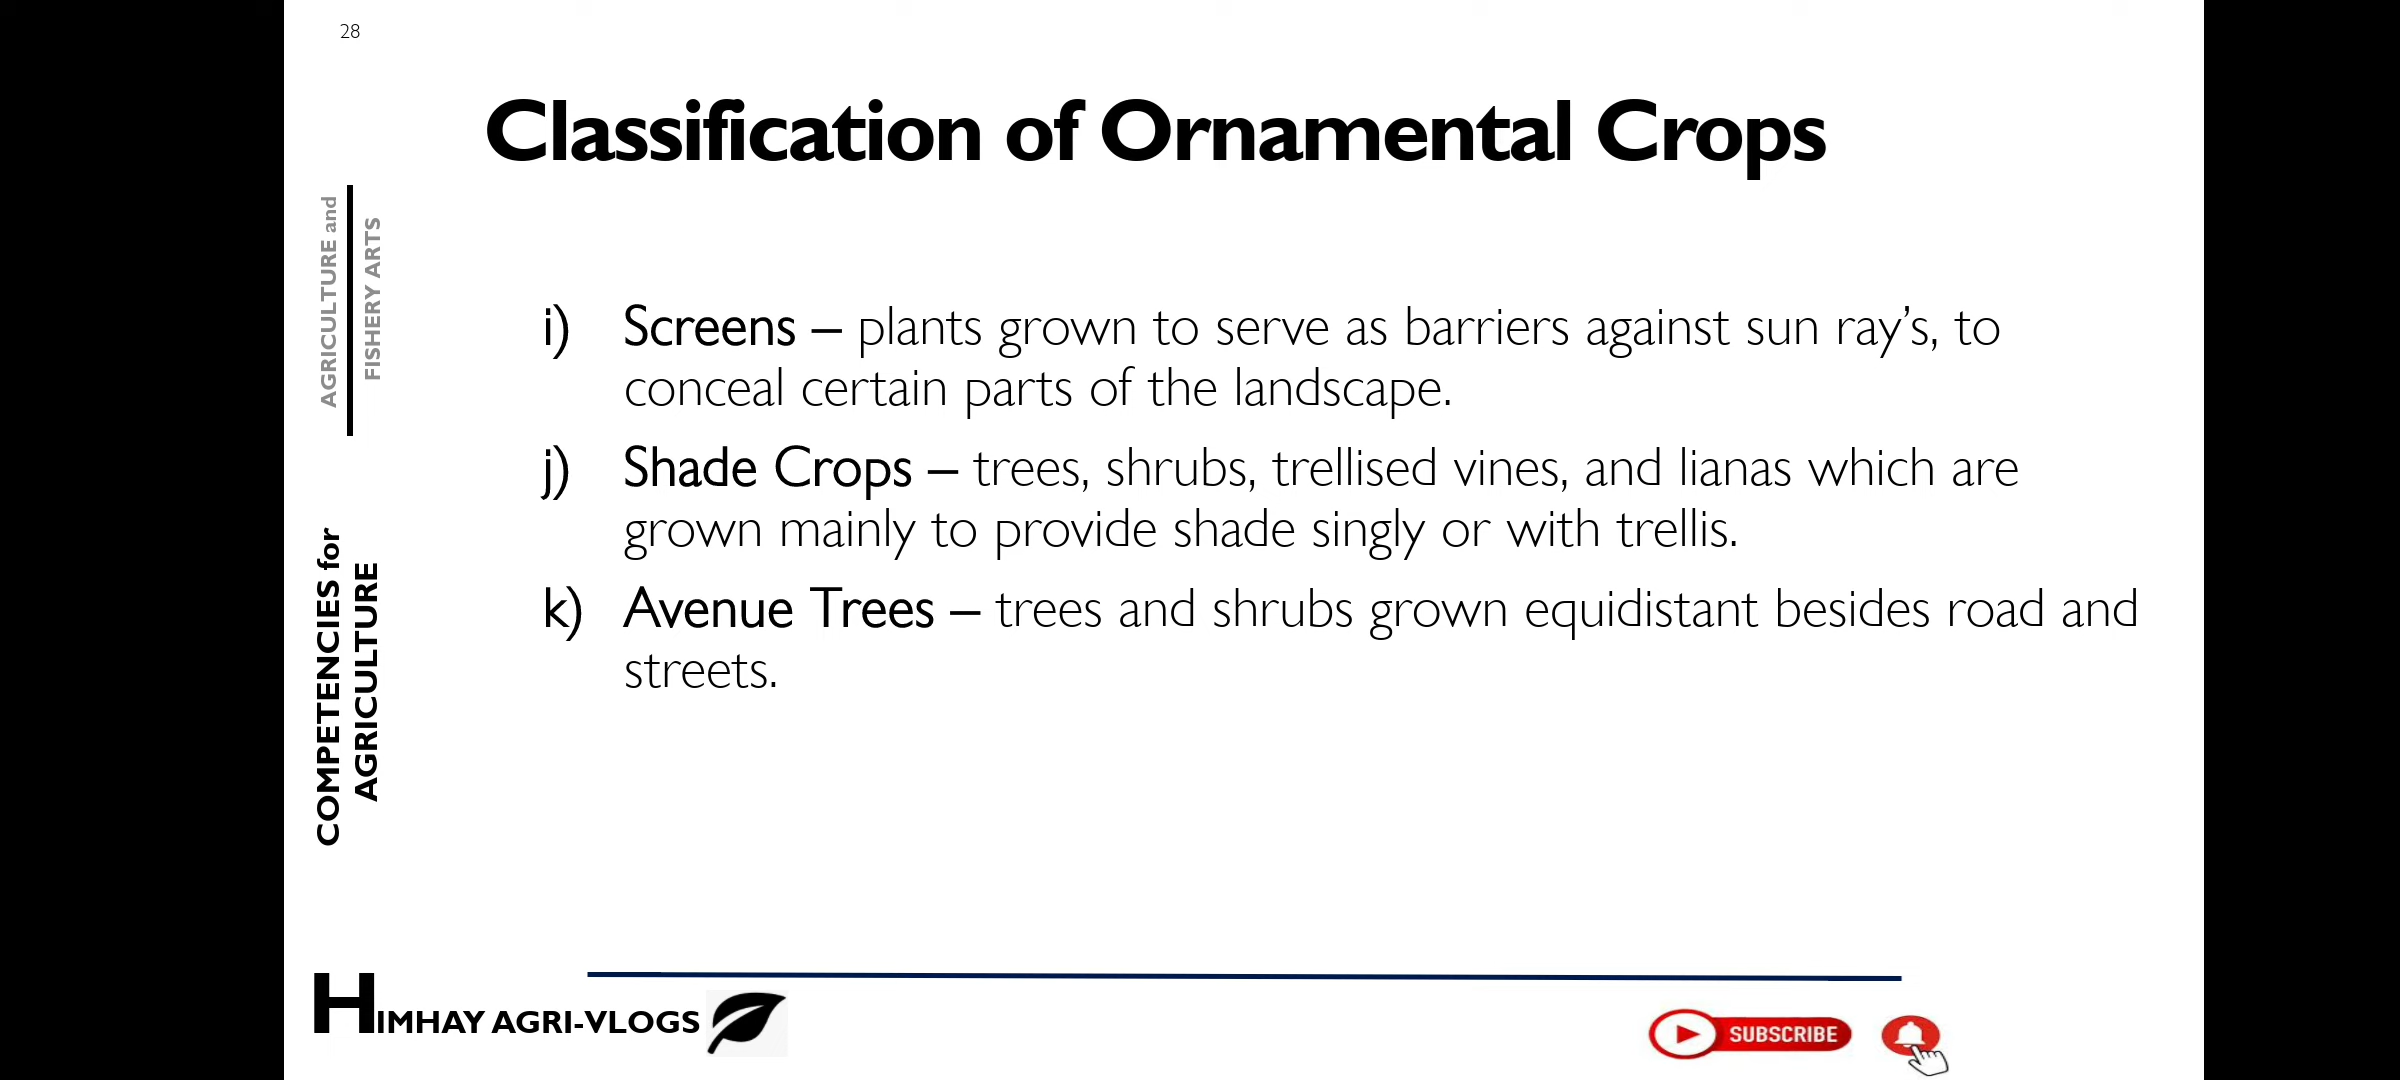 28
Classification of Ornamental Crops
AGRICULTURE and
FISHERY ARTS
COMPETENCIES for
AGRICULTURE
i) Screens – plants grown to serve as barriers against sun ray’s, to
conceal certain parts of the landscape.
j) Shade Crops – trees, shrubs, trellised vines, and lianas which are
grown mainly to provide shade singly or with trellis.
k) Avenue Trees – trees and shrubs grown equidistant besides road and
streets.
HIMHAY AGRI-VLOGS
SUBSCRIBE